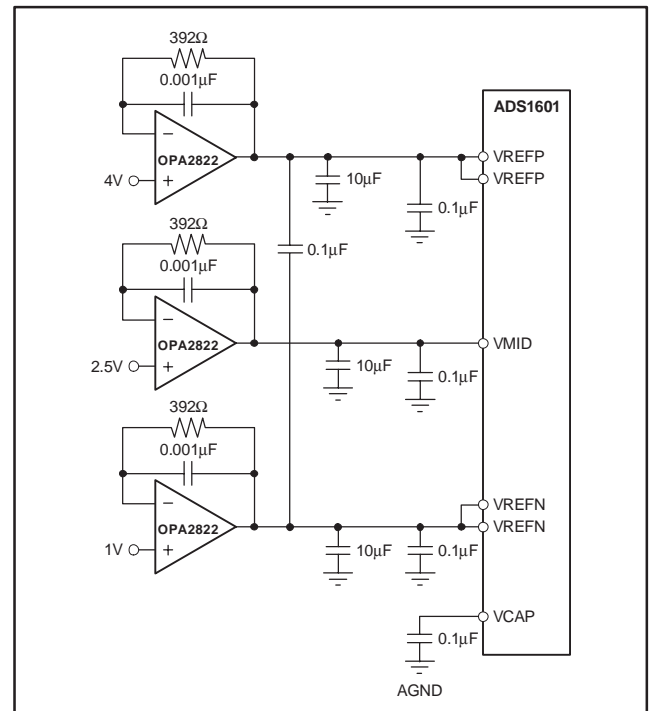 392Ω
0.001μF
ADS1601
−
OPA2822
VREFP
4V
+
10μF
VREFP
0.1μF
392Ω
0.1μF
0.001μF
−
OPA2822
VMID
2.5V
+
10μF
0.1μF
392Ω
0.001μF
VREFN
−
OPA2822
VREFN
1V
+
10μF
0.1μF
VCAP
0.1μF
AGND